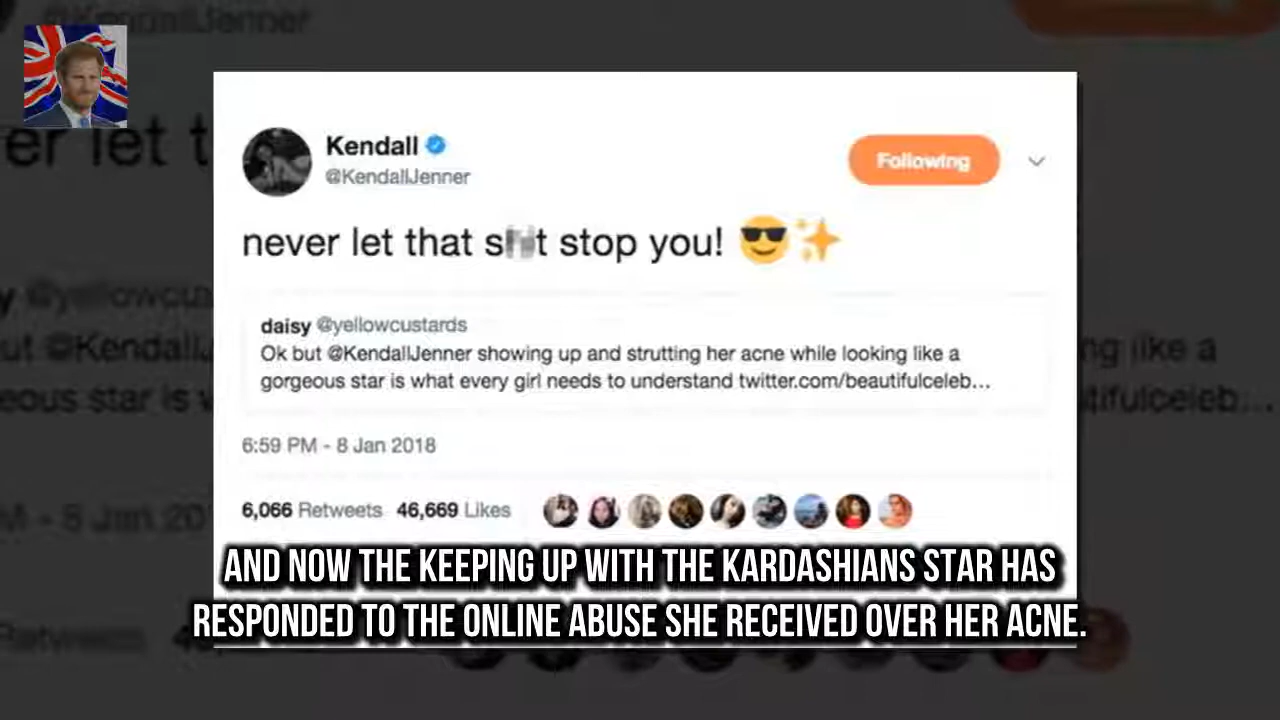 Kendall
@KendallJenner
Following
never let that s t stop you! 😎✨
daisy @yellowcustards
Ok but @KendallJenner showing up and strutting her acne while looking like a
gorgeous star is what every girl needs to understand twitter.com/beautifulceleb...
6:59 PM - 8 Jan 2018
6,066 Retweets 46,669 Likes
AND NOW THE KEEPING UP WITH THE KARDASHIANS STAR HAS
RESPONDED TO THE ONLINE ABUSE SHE RECEIVED OVER HER ACNE.